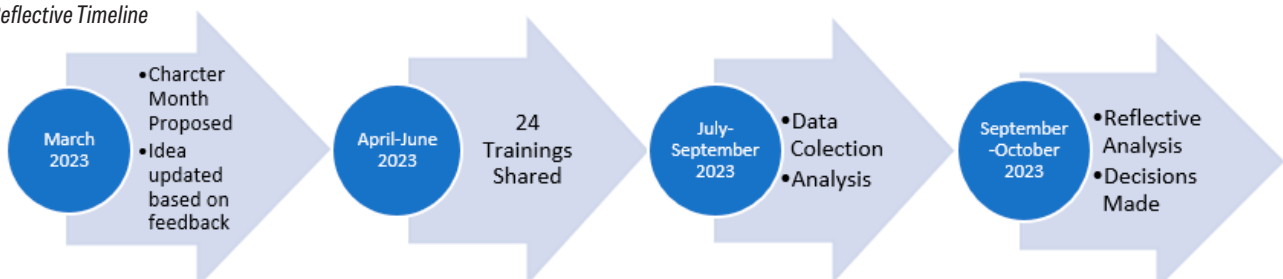 Reflective Timeline
March
2023
•Charcter
Month
Proposed
•Idea
updated
based on
feedback
April-June
2023
24
Trainings
Shared
July-
September
2023
•Data
Colection
•Analysis
September
-October
2023
•Reflective
Analysis
•Decisions
Made